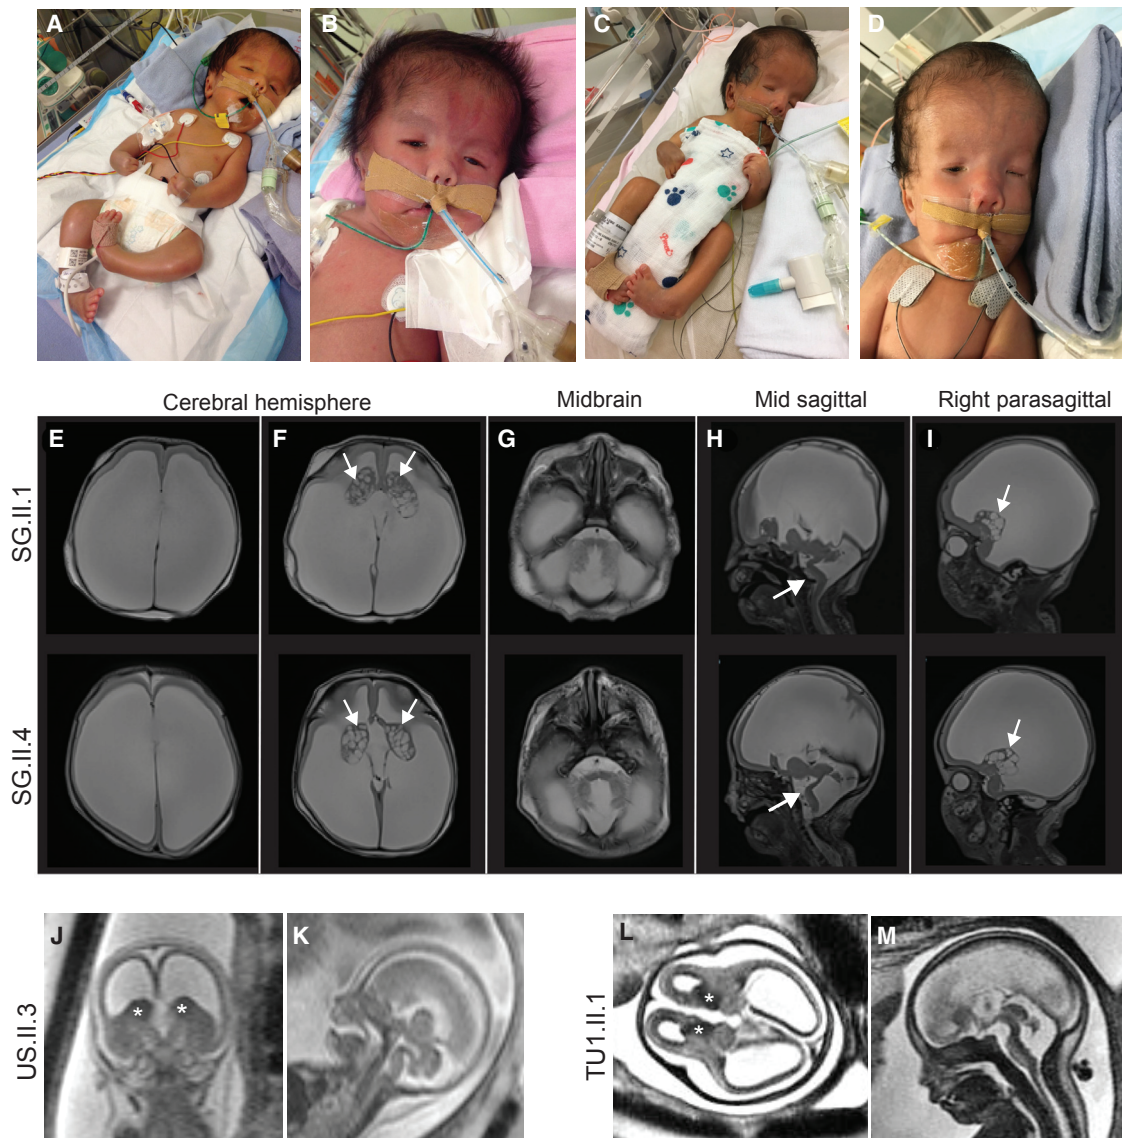 A B C D
Cerebral hemisphere Midbrain Mid sagittal Right parasagittal
E F G H I
SG.II.1
SG.II.4
J K L M
* * * *
US.II.3
TU1.II.1